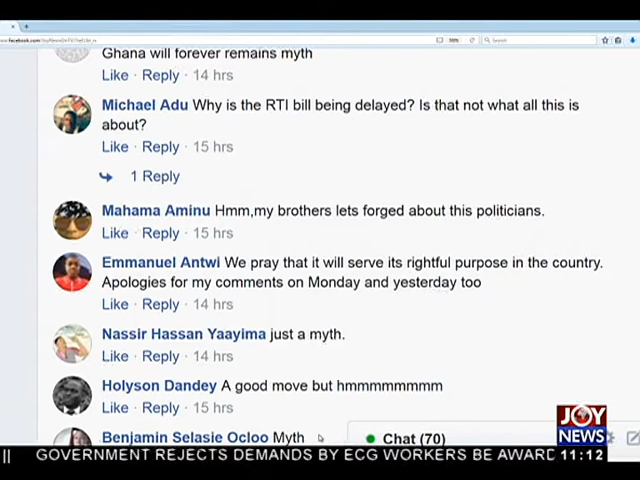 Ghana will forever remains myth
Like · Reply · 14 hrs
Michael Adu Why is the RTI bill being delayed? Is that not what all this is
about?
Like · Reply · 15 hrs
1 Reply
Mahama Aminu Hmm,my brothers lets forged about this politicians.
Like · Reply · 15 hrs
Emmanuel Antwi We pray that it will serve its rightful purpose in the country.
Apologies for my comments on Monday and yesterday too
Like · Reply · 14 hrs
Nassir Hassan Yaayima just a myth.
Like · Reply · 14 hrs
Holyson Dandey A good move but hmmmmmmmm
Like · Reply · 15 hrs
Benjamin Selasie Ocloo Myth
Chat (70)
JOY
NEWS
|| GOVERNMENT REJECTS DEMANDS BY ECG WORKERS BE AWARD
11:12